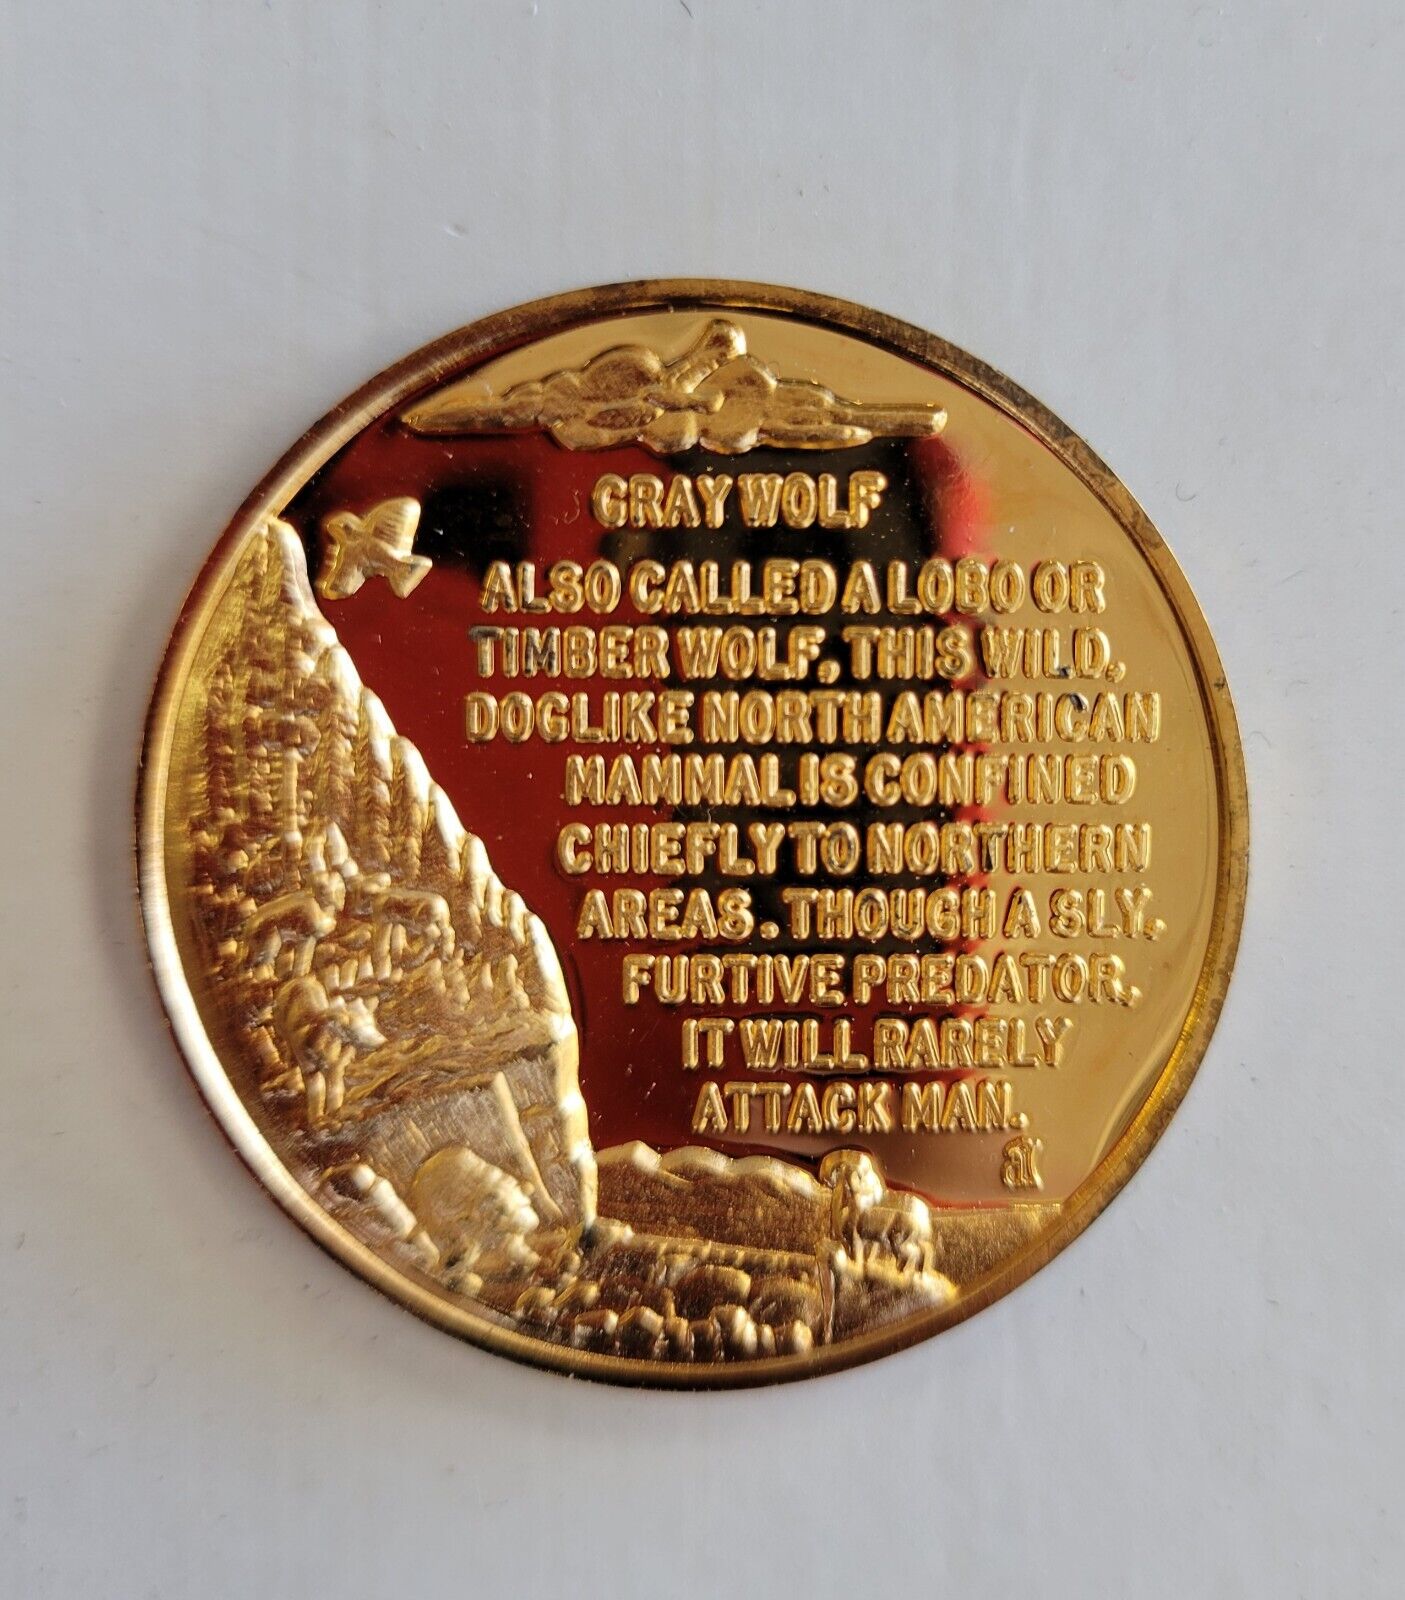 GRAY WOLF
ALSO CALLED A LOBO OR
TIMBER WOLF, THIS WILD,
DOGLIKE NORTH AMERICAN
MAMMAL IS CONFINED
CHIEFLY TO NORTHERN
AREAS. THOUGH A SLY,
FURTIVE PREDATOR,
IT WILL RARELY
ATTACK MAN.